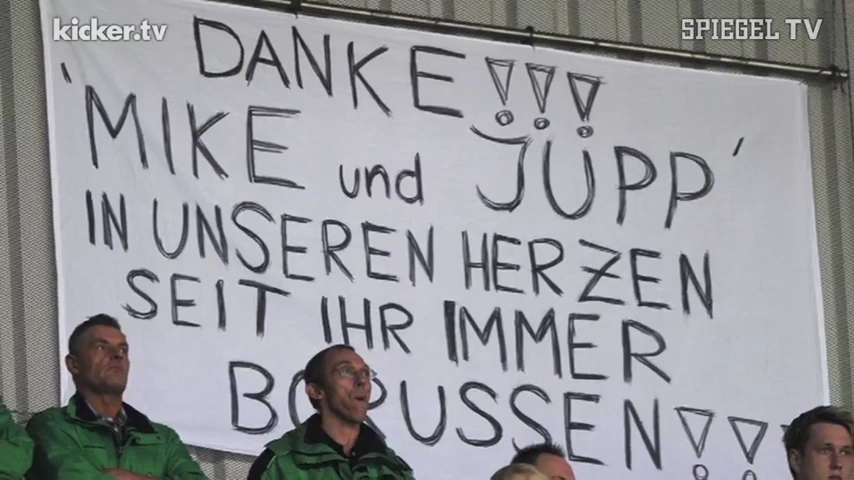 kicker.tv
SPIEGEL TV
DANKE!!!
'MIKE und JUPP'
IN UNSEREN HERZEN
SEIT IHR IMMER
BORUSSEN!!